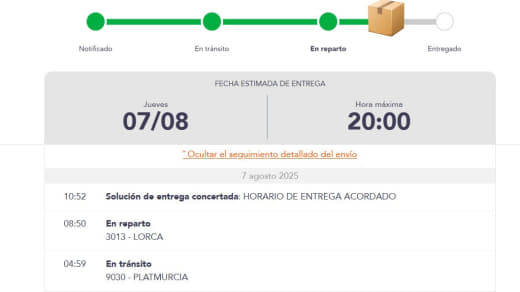 Notificado
En tránsito
En reparto
Entregado
FECHA ESTIMADA DE ENTREGA
Jueves
07/08
Hora máxima
20:00
ˆ Ocultar el seguimiento detallado del envío
7 agosto 2025
10:52 Solución de entrega concertada: HORARIO DE ENTREGA ACORDADO
08:50 En reparto
3013 - LORCA
04:59 En tránsito
9030 - PLATMURCIA